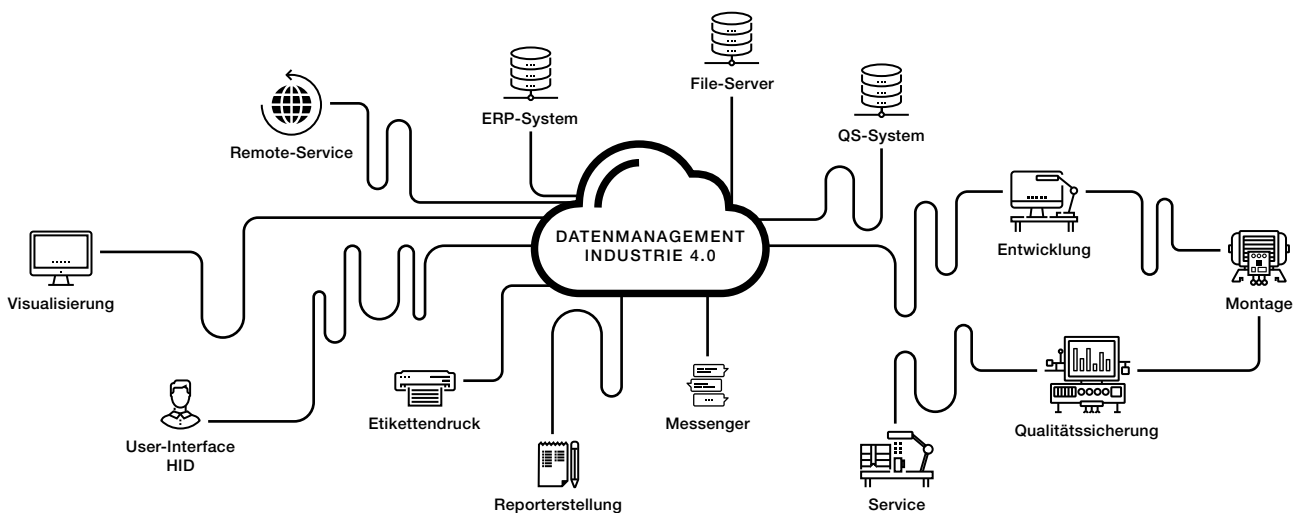 File-Server
ERP-System
QS-System
Remote-Service
DATENMANAGEMENT
INDUSTRIE 4.0
Entwicklung
Visualisierung
Montage
Etikettendruck
Messenger
Qualitätssicherung
User-Interface
HID
Reporterstellung
Service